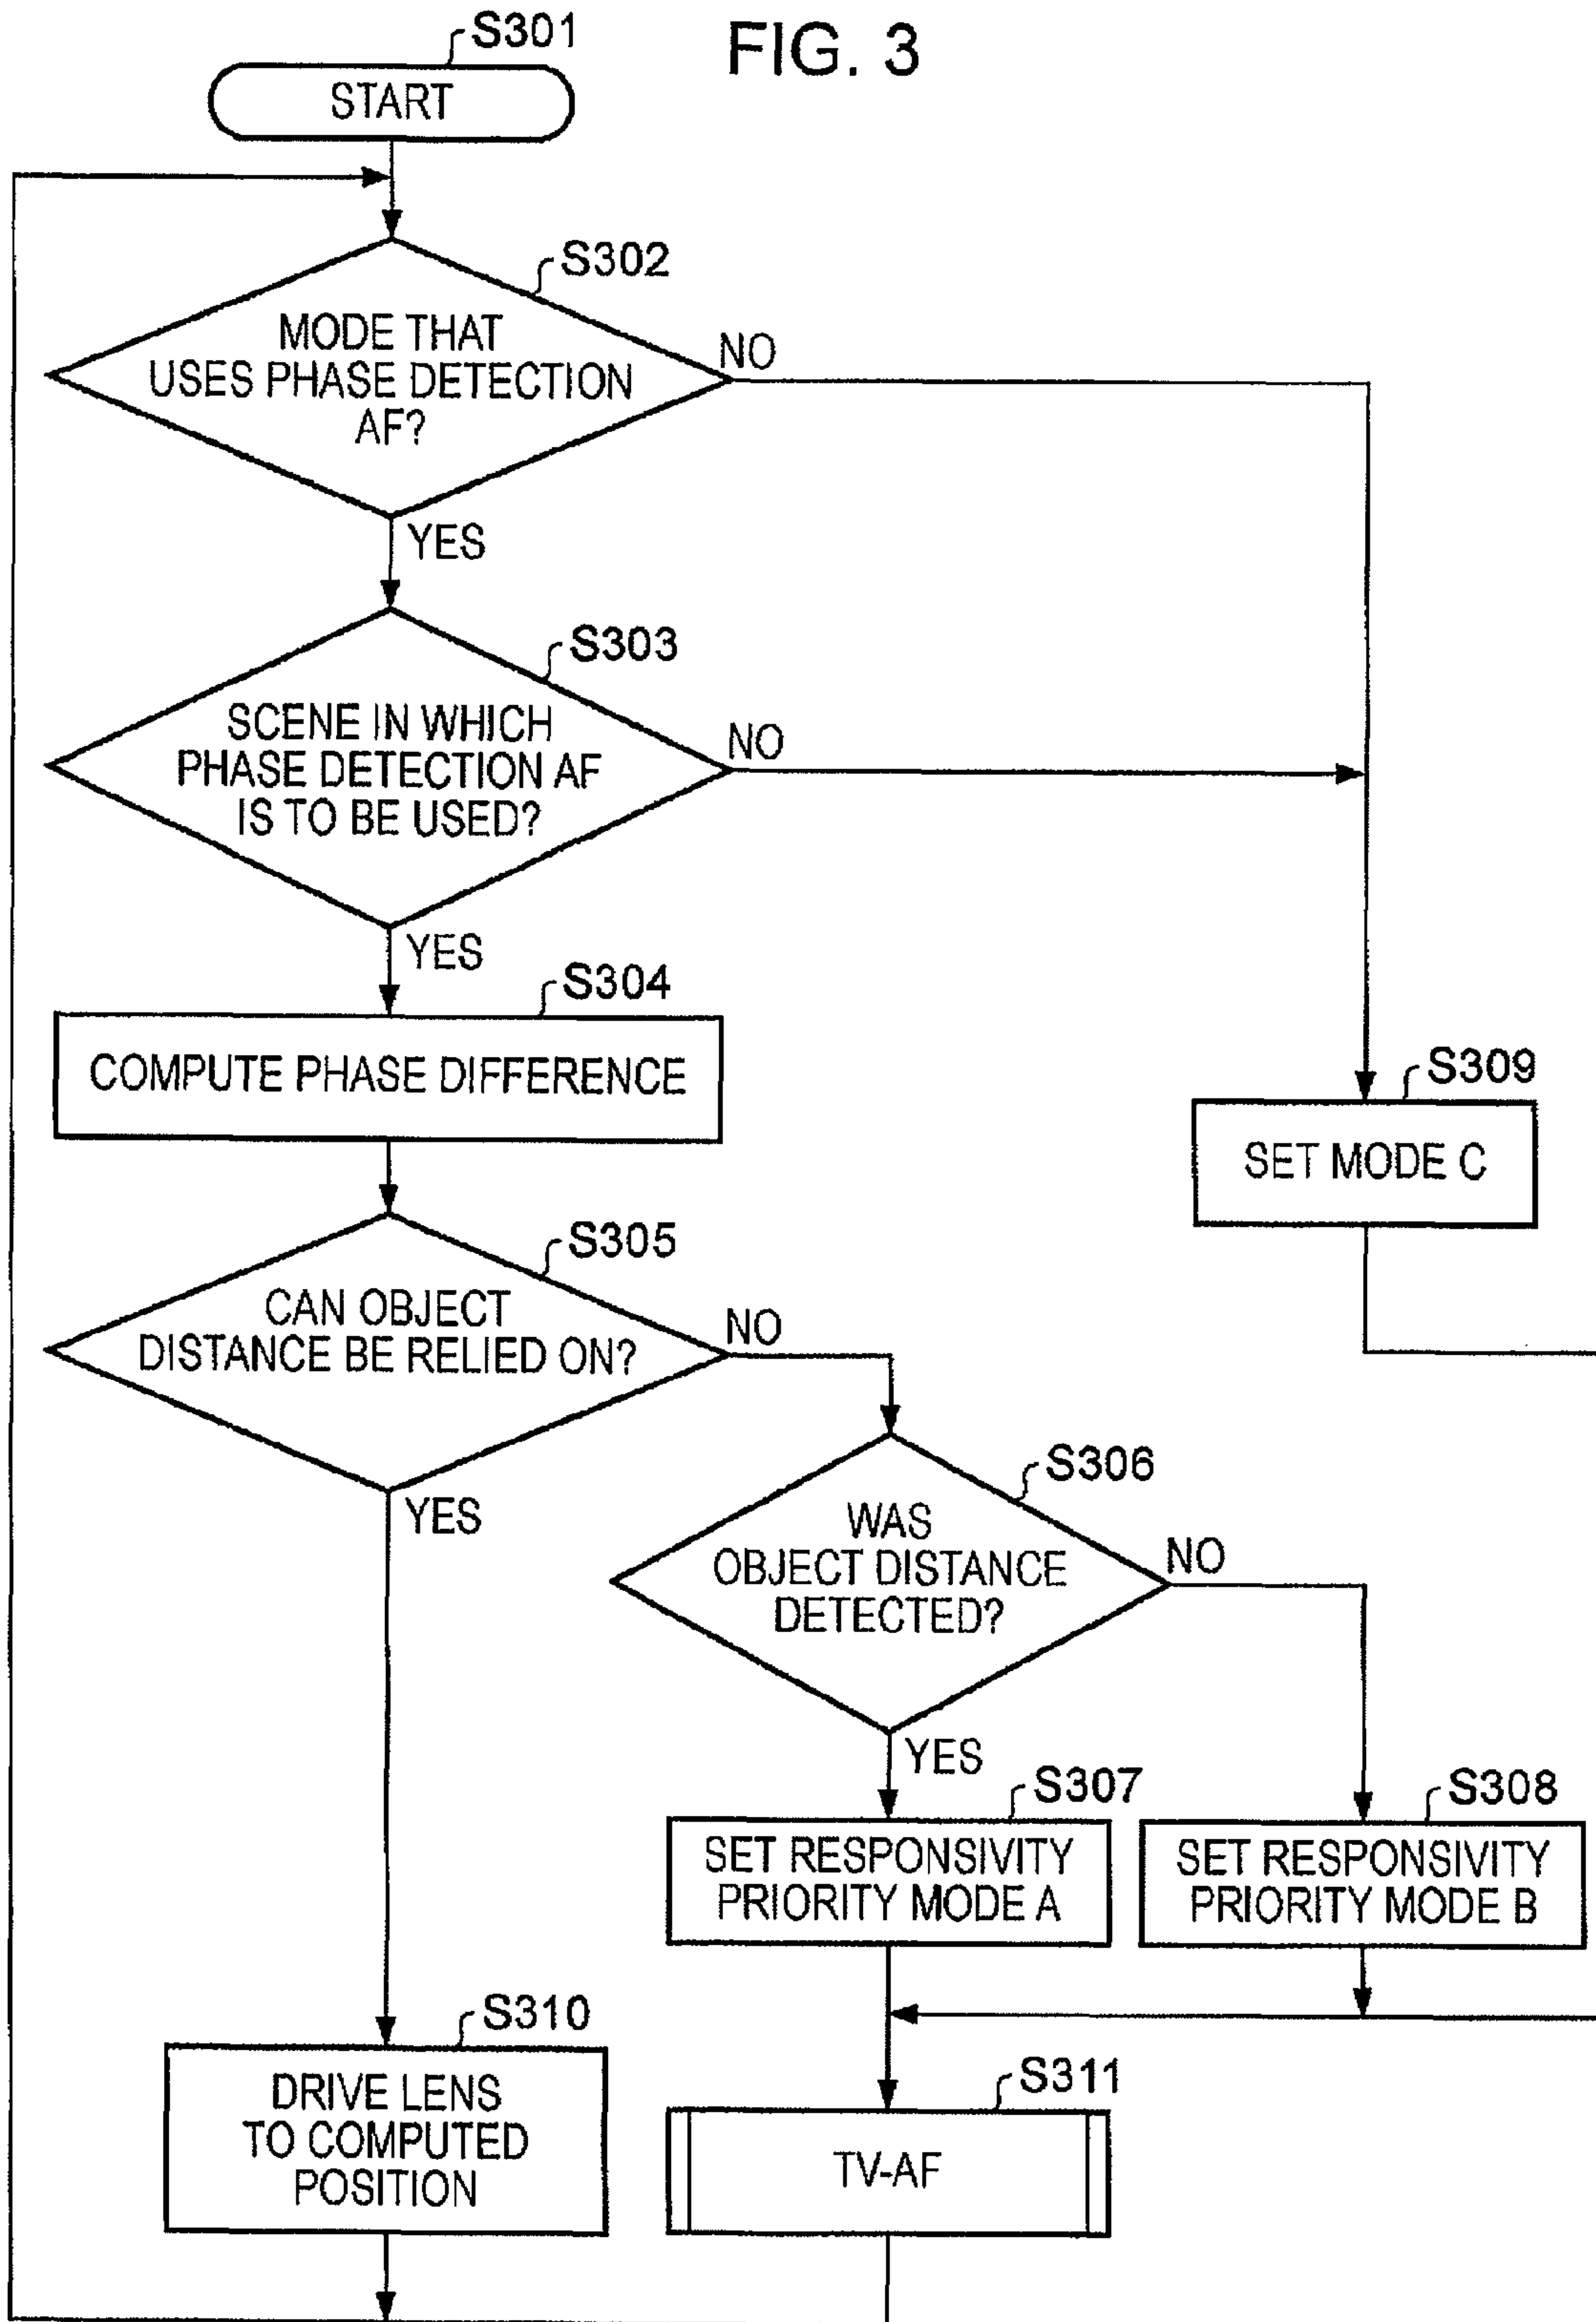 FIG. 3
S301
START
S302
MODE THAT
USES PHASE DETECTION
AF?
NO
YES
S303
SCENE IN WHICH
PHASE DETECTION AF
IS TO BE USED?
NO
YES
S304
COMPUTE PHASE DIFFERENCE
S309
SET MODE C
S305
CAN OBJECT
DISTANCE BE RELIED ON?
NO
YES
S306
WAS
OBJECT DISTANCE
DETECTED?
NO
YES
S307
SET RESPONSIVITY
PRIORITY MODE A
S308
SET RESPONSIVITY
PRIORITY MODE B
S310
DRIVE LENS
TO COMPUTED
POSITION
S311
TV-AF